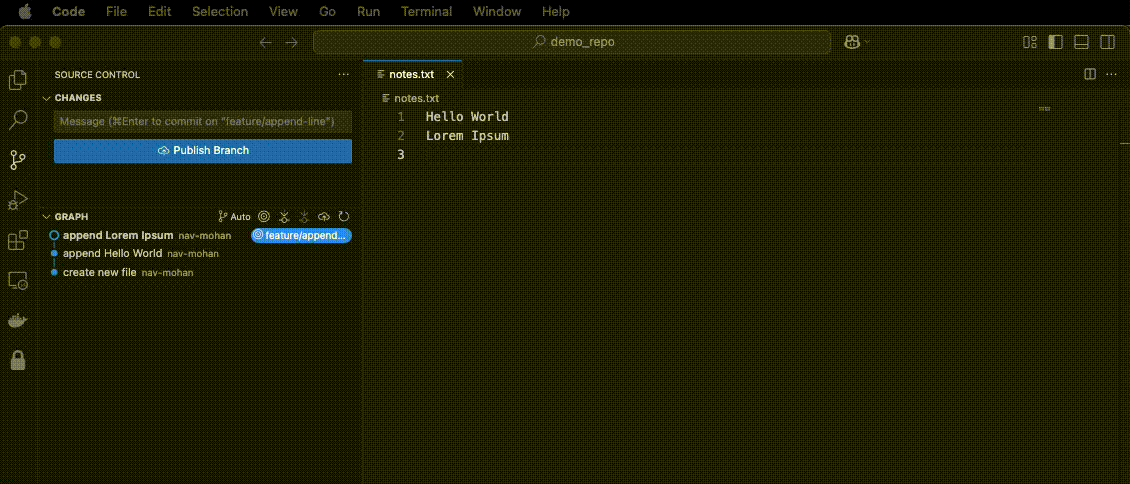 Code File Edit Selection View Go Run Terminal Window Help
demo_repo
SOURCE CONTROL
CHANGES
Message (⌘Enter to commit on "feature/append-line")
Publish Branch
GRAPH
Auto
append Lorem Ipsum nav-mohan feature/append...
append Hello World nav-mohan
create new file nav-mohan
notes.txt
notes.txt
1 Hello World
2 Lorem Ipsum
3